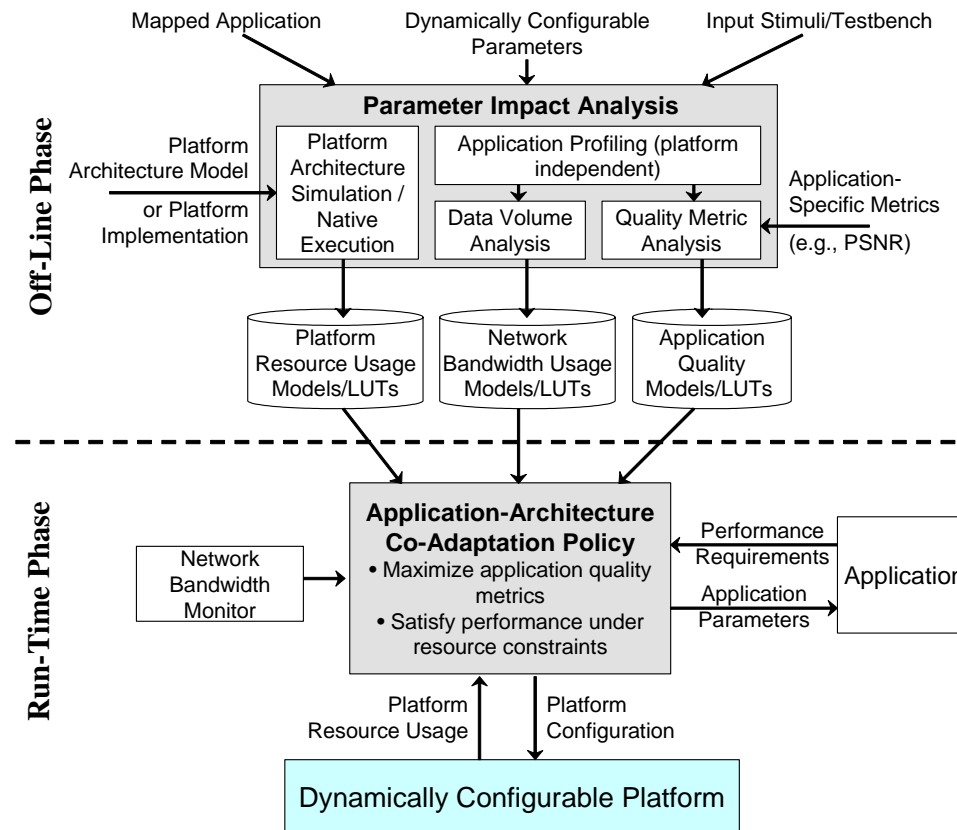 Mapped Application
Dynamically Configurable
Parameters
Input Stimuli/Testbench
Off-Line Phase
Parameter Impact Analysis
Platform
Architecture Model
or Platform
Implementation
Platform
Architecture
Simulation /
Native
Execution
Application Profiling (platform
independent)
Data Volume
Analysis
Quality Metric
Analysis
Application-
Specific Metrics
(e.g., PSNR)
Platform
Resource Usage
Models/LUTs
Network
Bandwidth Usage
Models/LUTs
Application
Quality
Models/LUTs
Run-Time Phase
Network
Bandwidth
Monitor
Application-Architecture
Co-Adaptation Policy
• Maximize application quality
metrics
• Satisfy performance under
resource constraints
Performance
Requirements
Application
Parameters
Application
Platform
Resource Usage
Platform
Configuration
Dynamically Configurable Platform